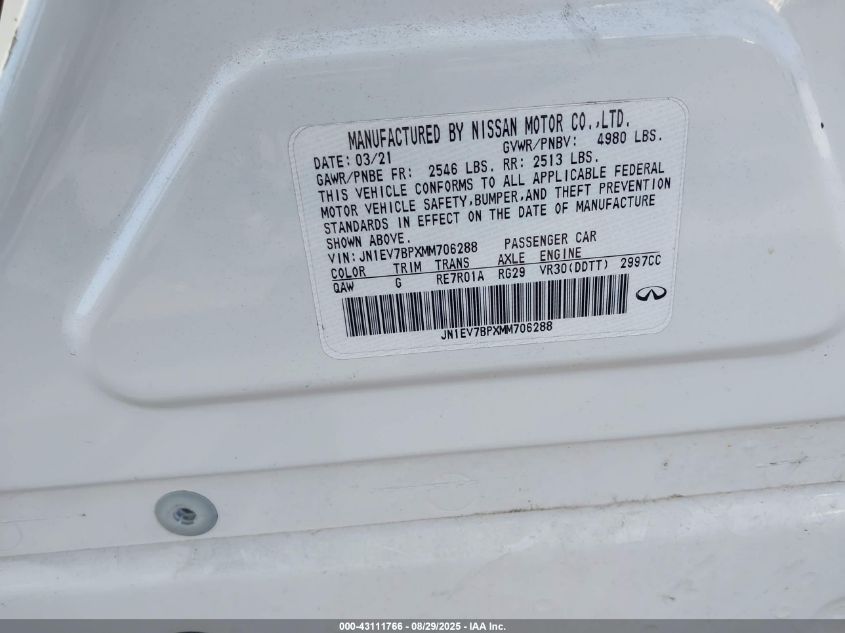 MANUFACTURED BY NISSAN MOTOR CO.,LTD.
DATE: 03/21 GVWR/PNBV: 4980 LBS.
GAWR/PNBE FR: 2546 LBS. RR: 2513 LBS.
THIS VEHICLE CONFORMS TO ALL APPLICABLE FEDERAL
MOTOR VEHICLE SAFETY,BUMPER,AND THEFT PREVENTION
STANDARDS IN EFFECT ON THE DATE OF MANUFACTURE
SHOWN ABOVE.
VIN: JN1EV7BPXMM706288 PASSENGER CAR
COLOR TRIM TRANS AXLE ENGINE
QAW G RE7R01A RG29 VR30(DDTT) 2997CC
JN1EV7BPXMM706288
000-43111766 - 08/29/2025 - IAA Inc.